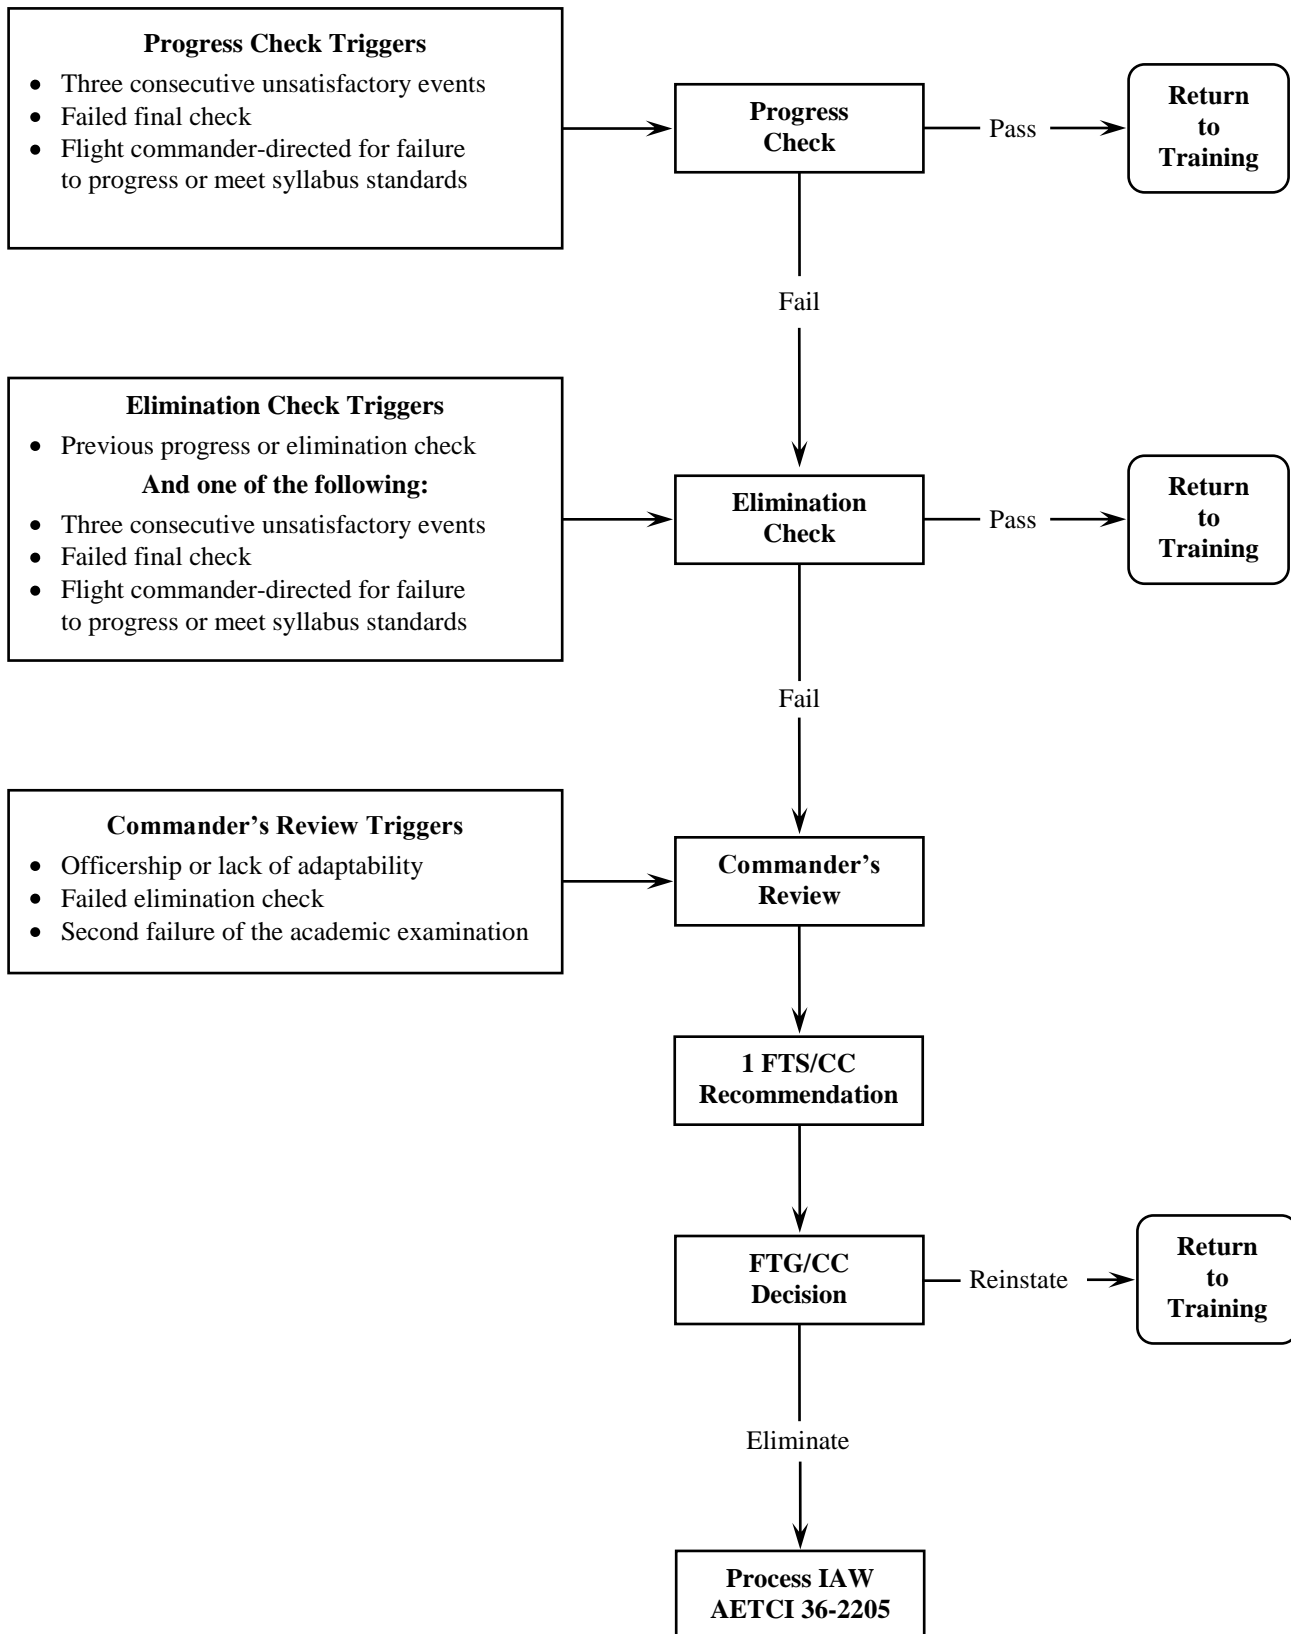 Progress Check Triggers
• Three consecutive unsatisfactory events
• Failed final check
• Flight commander-directed for failure
to progress or meet syllabus standards
Progress
Check
Pass
Return
to
Training
Fail
Elimination Check Triggers
• Previous progress or elimination check
And one of the following:
• Three consecutive unsatisfactory events
• Failed final check
• Flight commander-directed for failure
to progress or meet syllabus standards
Elimination
Check
Pass
Return
to
Training
Fail
Commander’s Review Triggers
• Officership or lack of adaptability
• Failed elimination check
• Second failure of the academic examination
Commander’s
Review
1 FTS/CC
Recommendation
FTG/CC
Decision
Reinstate
Return
to
Training
Eliminate
Process IAW
AETCI 36-2205